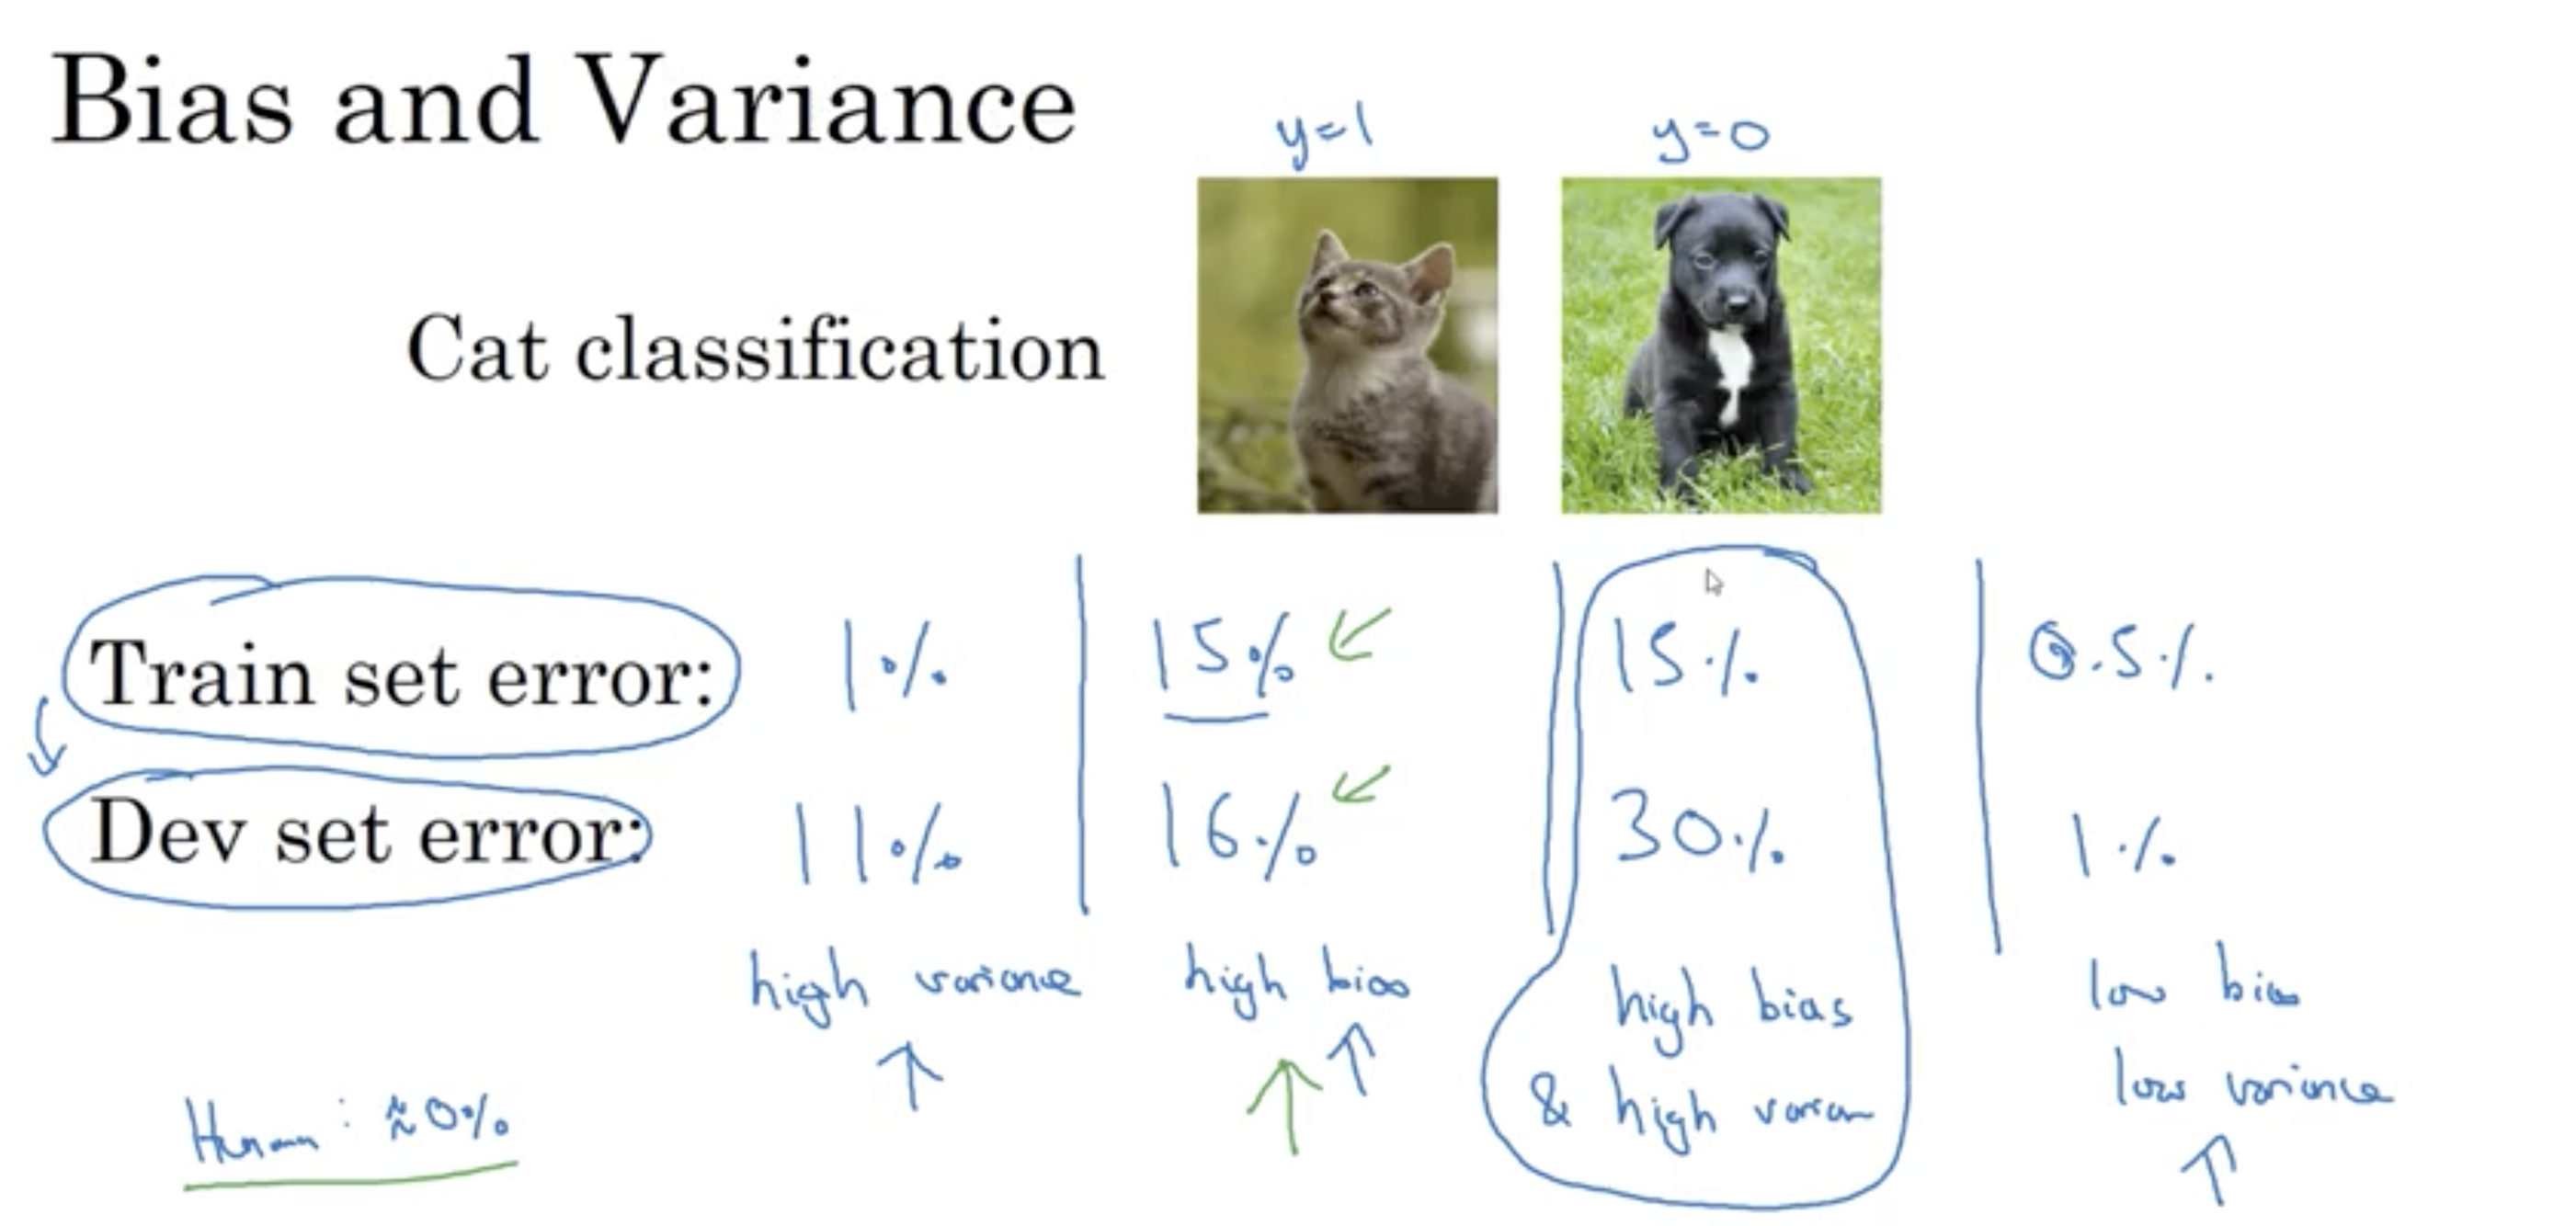 Bias and Variance
y=1 y=0
Cat classification
Train set error: 1% 15% 15% 0.5%
Dev set error: 11% 16% 30% 1%
high variance high bias high bias low bias
& high varian low variance
Human: ≈0%